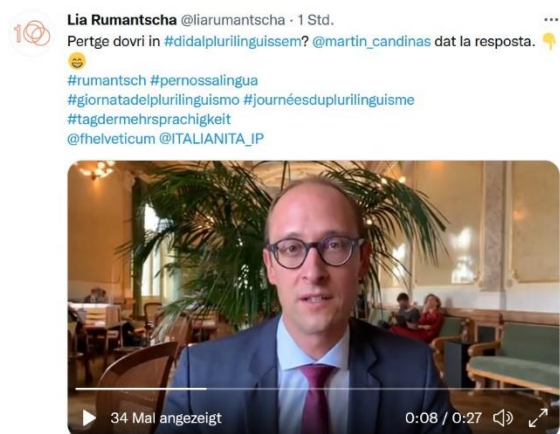 Lia Rumantscha @liarumantscha · 1 Std.
Pertge dovri in #didalplurilinguissem? @martin_candinas dat la resposta. 👇
😄
#rumantsch #pernossalingua
#giornatadelplurilinguismo #journéesduplurilinguisme
#tagdermehrsprachigkeit
@fhelveticum @ITALIANITA_IP
34 Mal angezeigt
0:08 / 0:27